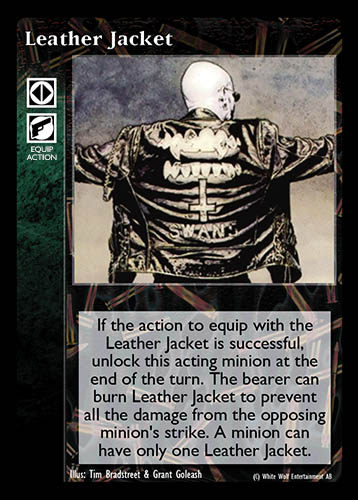 Leather Jacket
EQUIP
ACTION
SWANS
If the action to equip with the
Leather Jacket is successful,
unlock this acting minion at the
end of the turn. The bearer can
burn Leather Jacket to prevent
all the damage from the opposing
minion's strike. A minion can
have only one Leather Jacket.
Illus: Tim Bradstreet & Grant Goleash
(C) White Wolf Entertainment AB